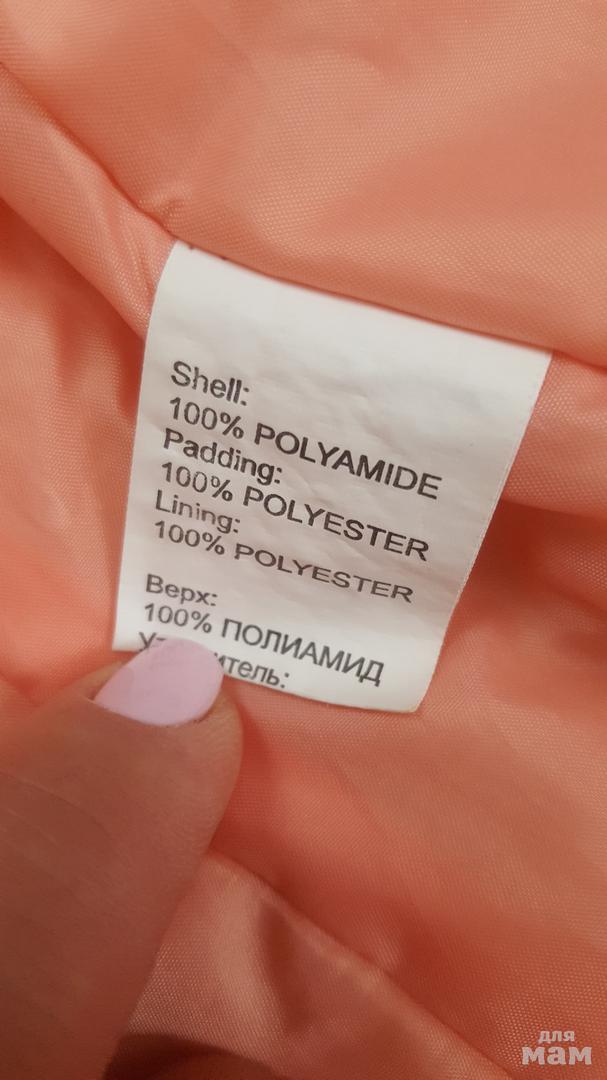 Shell:
100% POLYAMIDE
Padding:
100% POLYESTER
Lining:
100% POLYESTER
Верх:
100% ПОЛИАМИД
для
мам